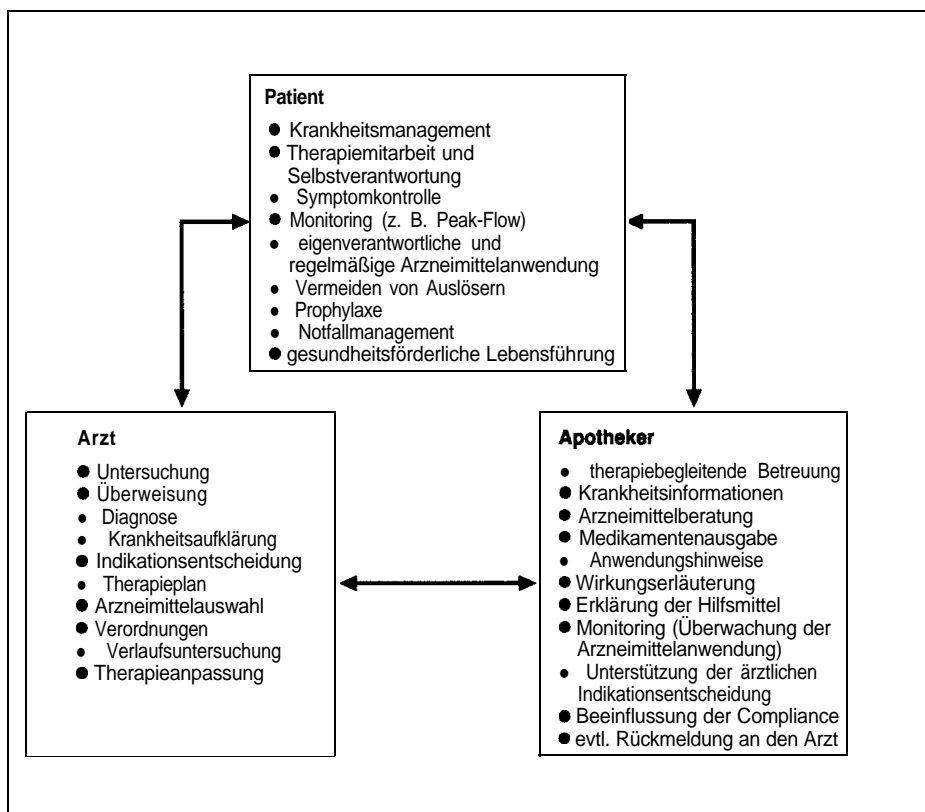 Patient
● Krankheitsmanagement
● Therapiemitarbeit und
Selbstverantwortung
● Symptomkontrolle
● Monitoring (z. B. Peak-Flow)
● eigenverantwortliche und
regelmäßige Arzneimittelanwendung
● Vermeiden von Auslösern
● Prophylaxe
● Notfallmanagement
● gesundheitsförderliche Lebensführung
Arzt
● Untersuchung
● Überweisung
● Diagnose
● Krankheitsaufklärung
● Indikationsentscheidung
● Therapieplan
● Arzneimittelauswahl
● Verordnungen
● Verlaufsuntersuchung
● Therapieanpassung
Apotheker
● therapiebegleitende Betreuung
● Krankheitsinformationen
● Arzneimittelberatung
● Medikamentenausgabe
● Anwendungshinweise
● Wirkungserläuterung
● Erklärung der Hilfsmittel
● Monitoring (Überwachung der
Arzneimittelanwendung)
● Unterstützung der ärztlichen
Indikationsentscheidung
● Beeinflussung der Compliance
● evtl. Rückmeldung an den Arzt